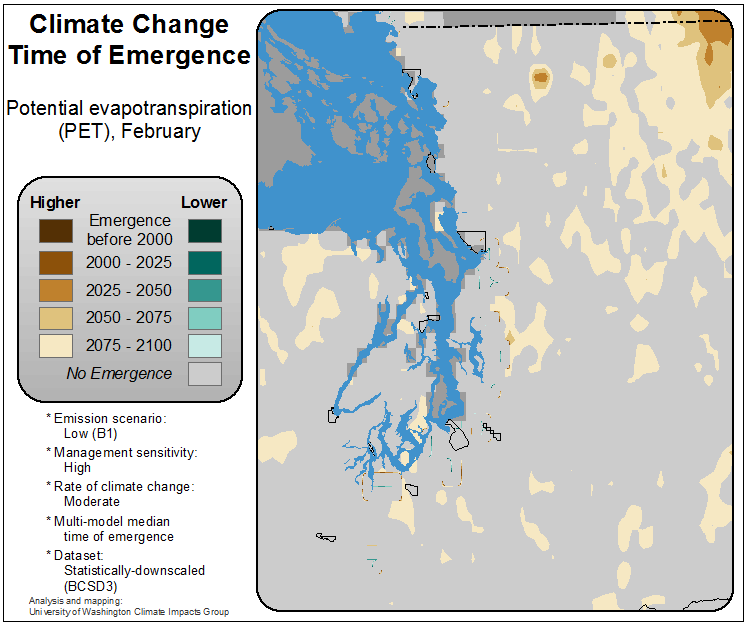 Climate Change
Time of Emergence
Potential evapotranspiration
(PET), February
Higher
Lower
Emergence
before 2000
2000 - 2025
2025 - 2050
2050 - 2075
2075 - 2100
No Emergence
* Emission scenario:
Low (B1)
* Management sensitivity:
High
* Rate of climate change:
Moderate
* Multi-model median
time of emergence
* Dataset:
Statistically-downscaled
(BCSD3)
Analysis and mapping:
University of Washington Climate Impacts Group